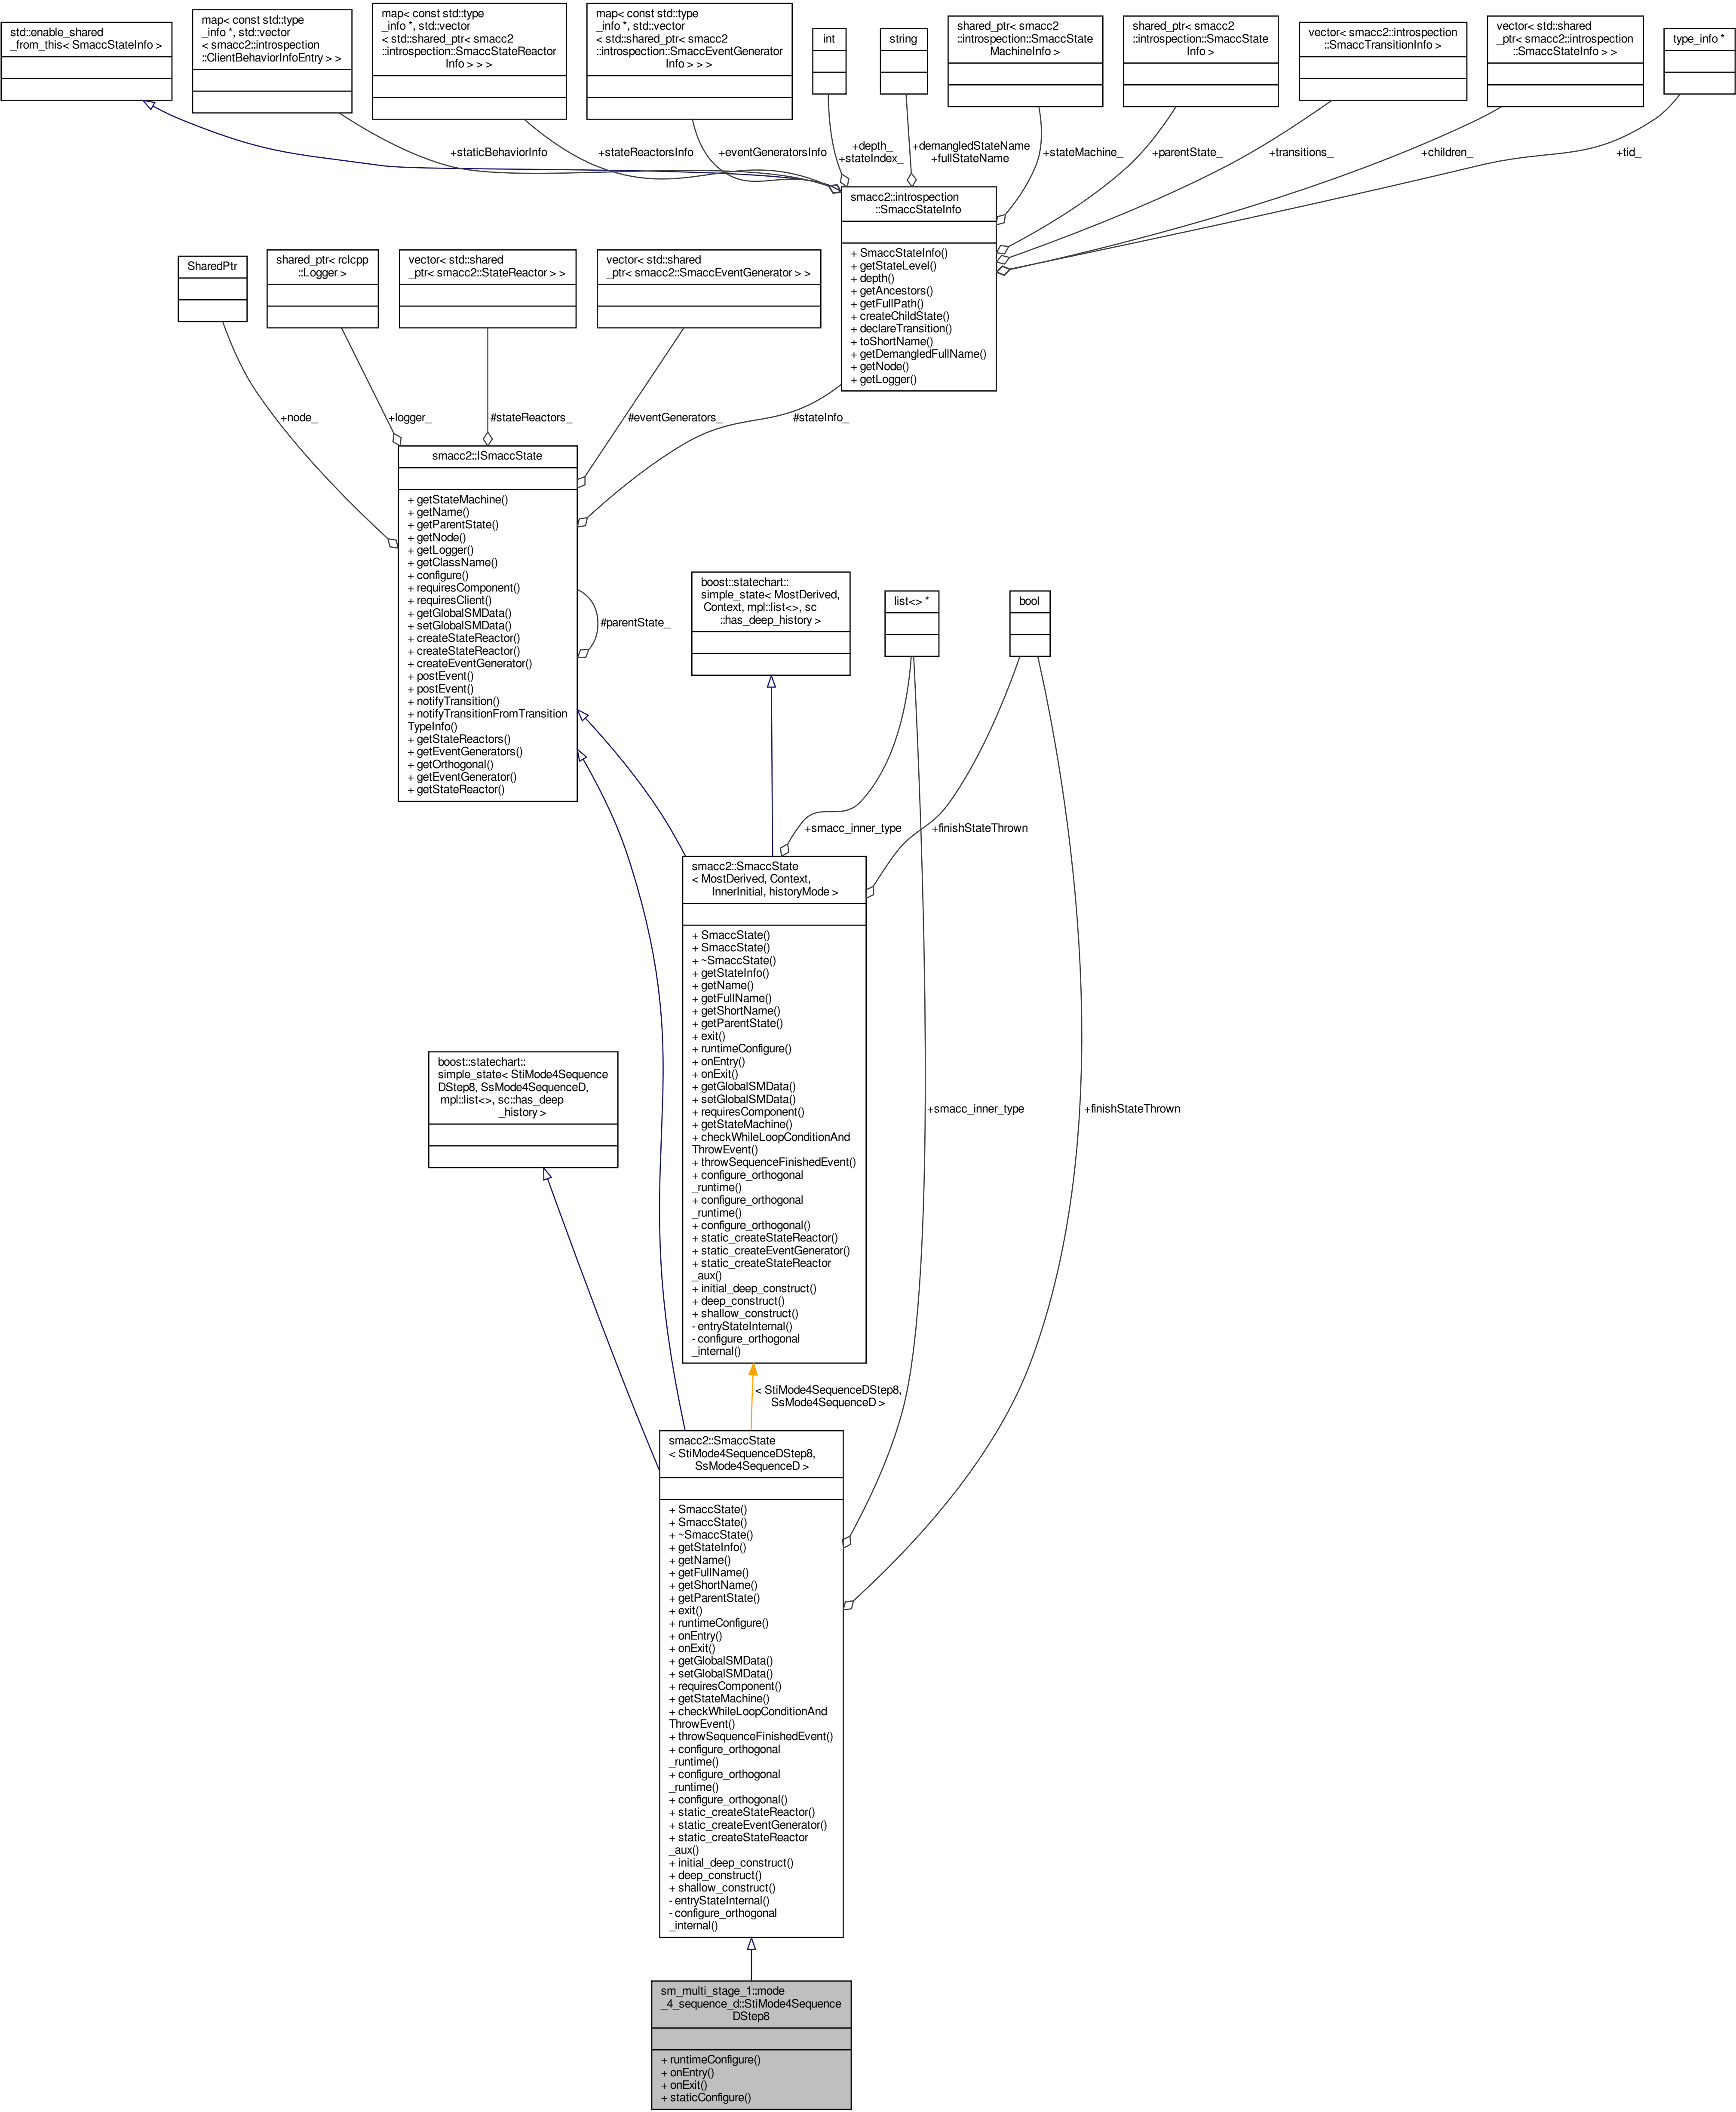 std::enable_shared
_from_this< SmaccStateInfo >
map< const std::type
_info *, std::vector
< smacc2::introspection
::ClientBehaviorInfoEntry > >
map< const std::type
_info *, std::vector
< std::shared_ptr< smacc2
::introspection::SmaccStateReactor
Info > > >
map< const std::type
_info *, std::vector
< std::shared_ptr< smacc2
::introspection::SmaccEventGenerator
Info > > >
int
string
shared_ptr< smacc2
::introspection::SmaccState
MachineInfo >
shared_ptr< smacc2
::introspection::SmaccState
Info >
vector< smacc2::introspection
::SmaccTransitionInfo >
vector< std::shared
_ptr< smacc2::introspection
::SmaccStateInfo > >
type_info *
+staticBehaviorInfo
+stateReactorsInfo
+eventGeneratorsInfo
+depth_
+stateIndex_
+demangledStateName
+fullStateName
+stateMachine_
+parentState_
+transitions_
+children_
+tid_
smacc2::introspection
::SmaccStateInfo
+ SmaccStateInfo()
+ getStateLevel()
+ depth()
+ getAncestors()
+ getFullPath()
+ createChildState()
+ declareTransition()
+ toShortName()
+ getDemangledFullName()
+ getNode()
+ getLogger()
SharedPtr
shared_ptr< rclcpp
::Logger >
vector< std::shared
_ptr< smacc2::StateReactor > >
vector< std::shared
_ptr< smacc2::SmaccEventGenerator > >
+node_
+logger_
#stateReactors_
#eventGenerators_
#stateInfo_
smacc2::ISmaccState
+ getStateMachine()
+ getName()
+ getParentState()
+ getNode()
+ getLogger()
+ getClassName()
+ configure()
+ requiresComponent()
+ requiresClient()
+ getGlobalSMData()
+ setGlobalSMData()
+ createStateReactor()
+ createStateReactor()
+ createEventGenerator()
+ postEvent()
+ postEvent()
+ notifyTransition()
+ notifyTransitionFromTransition
TypeInfo()
+ getStateReactors()
+ getEventGenerators()
+ getOrthogonal()
+ getEventGenerator()
+ getStateReactor()
#parentState_
boost::statechart::
simple_state< MostDerived,
Context, mpl::list<>, sc
::has_deep_history >
list<> *
bool
+smacc_inner_type
+finishStateThrown
smacc2::SmaccState
< MostDerived, Context,
InnerInitial, historyMode >
+ SmaccState()
+ SmaccState()
+ ~SmaccState()
+ getStateInfo()
+ getName()
+ getFullName()
+ getShortName()
+ getParentState()
+ exit()
+ runtimeConfigure()
+ onEntry()
+ onExit()
+ getGlobalSMData()
+ setGlobalSMData()
+ requiresComponent()
+ getStateMachine()
+ checkWhileLoopConditionAnd
ThrowEvent()
+ throwSequenceFinishedEvent()
+ configure_orthogonal
_runtime()
+ configure_orthogonal
_runtime()
+ configure_orthogonal()
+ static_createStateReactor()
+ static_createEventGenerator()
+ static_createStateReactor
_aux()
+ initial_deep_construct()
+ deep_construct()
+ shallow_construct()
- entryStateInternal()
- configure_orthogonal
_internal()
boost::statechart::
simple_state< StiMode4Sequence
DStep8, SsMode4SequenceD,
mpl::list<>, sc::has_deep
_history >
+smacc_inner_type
+finishStateThrown
< StiMode4SequenceDStep8,
SsMode4SequenceD >
smacc2::SmaccState
< StiMode4SequenceDStep8,
SsMode4SequenceD >
+ SmaccState()
+ SmaccState()
+ ~SmaccState()
+ getStateInfo()
+ getName()
+ getFullName()
+ getShortName()
+ getParentState()
+ exit()
+ runtimeConfigure()
+ onEntry()
+ onExit()
+ getGlobalSMData()
+ setGlobalSMData()
+ requiresComponent()
+ getStateMachine()
+ checkWhileLoopConditionAnd
ThrowEvent()
+ throwSequenceFinishedEvent()
+ configure_orthogonal
_runtime()
+ configure_orthogonal
_runtime()
+ configure_orthogonal()
+ static_createStateReactor()
+ static_createEventGenerator()
+ static_createStateReactor
_aux()
+ initial_deep_construct()
+ deep_construct()
+ shallow_construct()
- entryStateInternal()
- configure_orthogonal
_internal()
sm_multi_stage_1::mode
_4_sequence_d::StiMode4Sequence
DStep8
+ runtimeConfigure()
+ onEntry()
+ onExit()
+ staticConfigure()